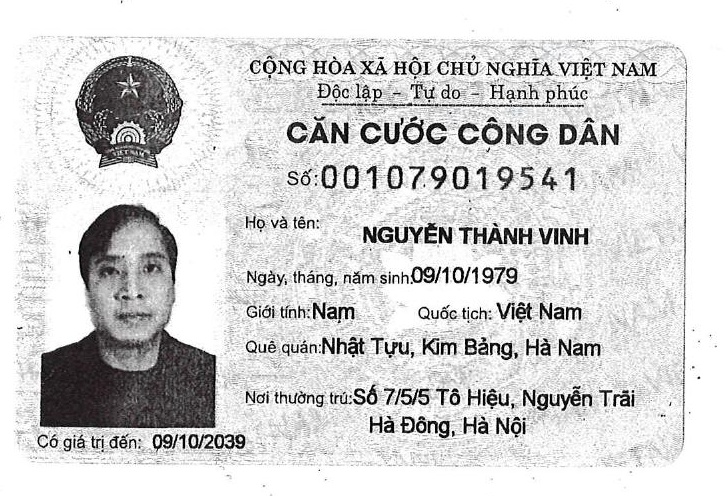 CỘNG HÒA XÃ HỘI CHỦ NGHĨA VIỆT NAM
Độc lập - Tự do - Hạnh phúc
CĂN CƯỚC CÔNG DÂN
Số: 001079019541
Họ và tên: NGUYỄN THÀNH VINH
Ngày, tháng, năm sinh: 09/10/1979
Giới tính: Nam Quốc tịch: Việt Nam
Quê quán: Nhật Tựu, Kim Bảng, Hà Nam
Nơi thường trú: Số 7/5/5 Tô Hiệu, Nguyễn Trãi
Hà Đông, Hà Nội
Có giá trị đến: 09/10/2039
VIỆT NAM